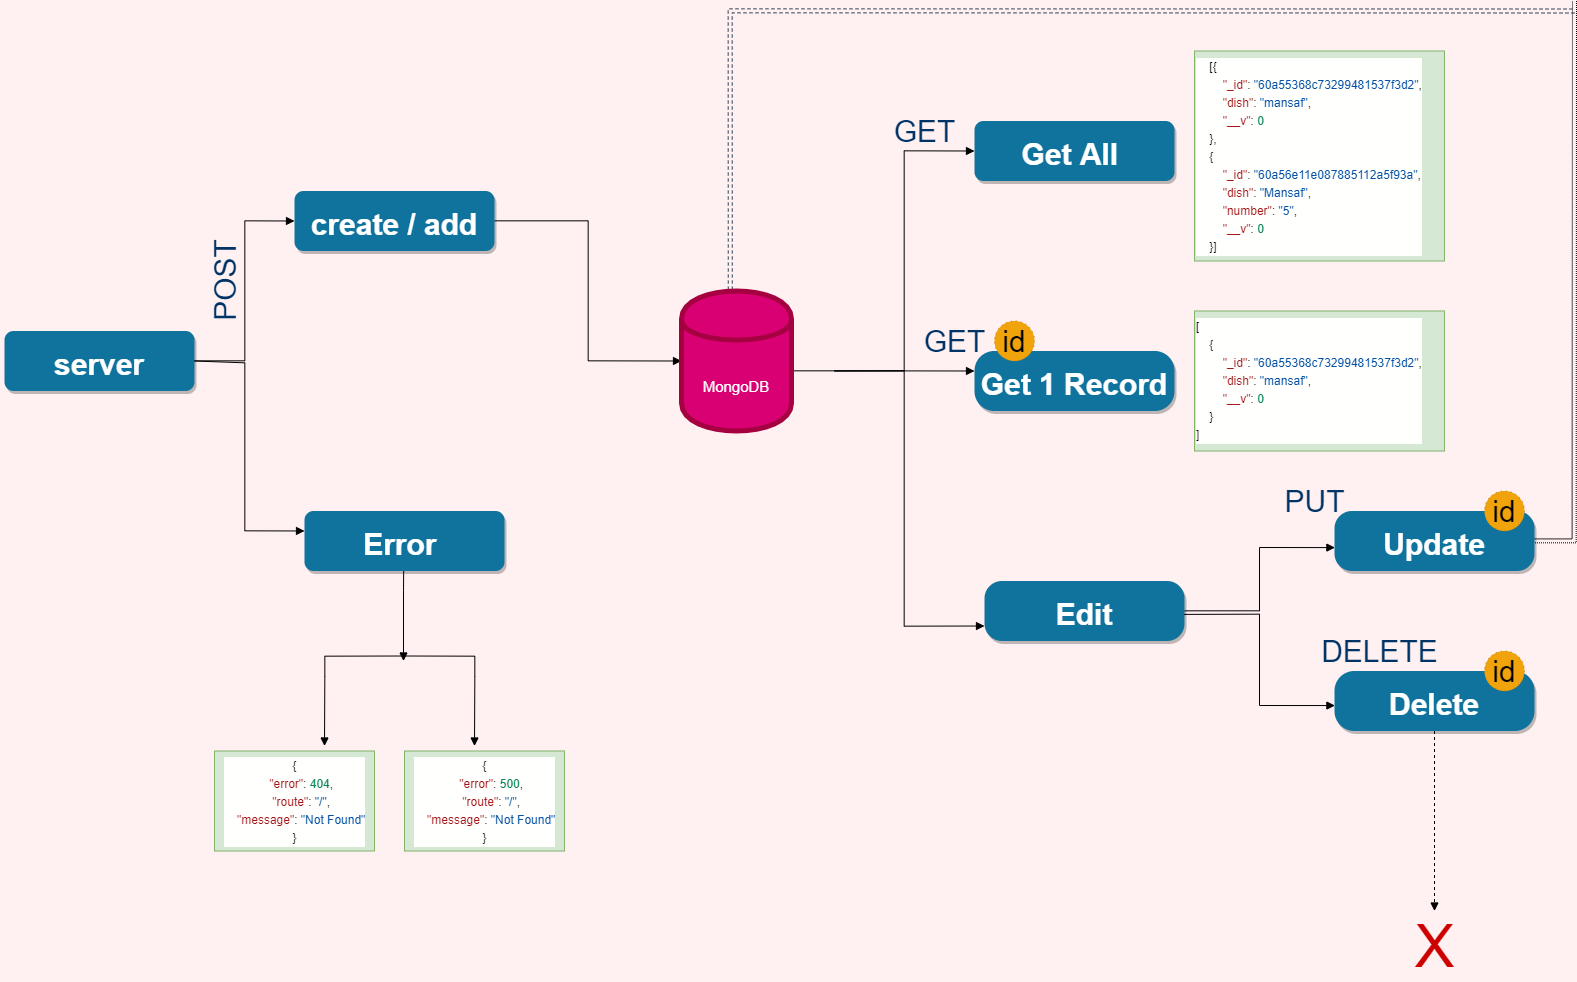 server
POST
create / add
Error
{
"error": 404,
"route": "/",
"message": "Not Found"
}
{
"error": 500,
"route": "/",
"message": "Not Found"
}
MongoDB
GET
Get All
[{
"_id": "60a55368c73299481537f3d2",
"dish": "mansaf",
"__v": 0
},
{
"_id": "60a56e11e087885112a5f93a",
"dish": "Mansaf",
"number": "5",
"__v": 0
}]
GET
id
Get 1 Record
[
{
"_id": "60a55368c73299481537f3d2",
"dish": "mansaf",
"__v": 0
}
]
Edit
PUT
id
Update
DELETE
id
Delete
X